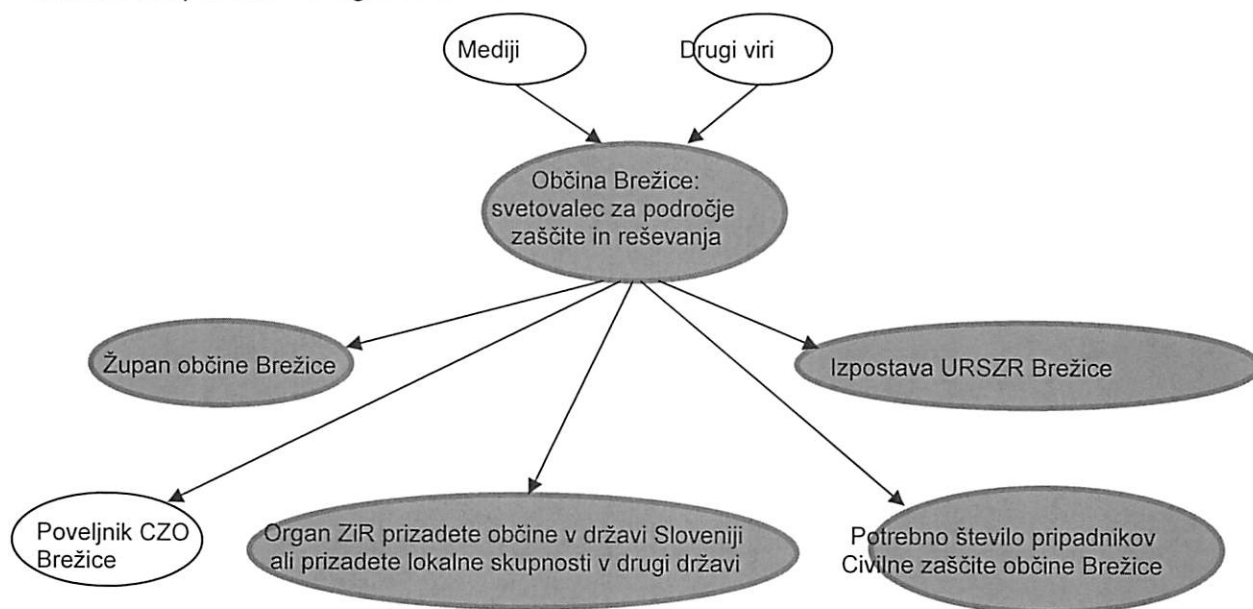 Mediji
Drugi viri
Občina Brežice:
svetovalec za področje
zaščite in reševanja
Župan občine Brežice
Izpostava URSZR Brežice
Poveljnik CZO
Brežice
Organ ZiR prizadete občine v državi Sloveniji
ali prizadete lokalne skupnosti v drugi državi
Potrebno število pripadnikov
Civilne zaščite občine Brežice